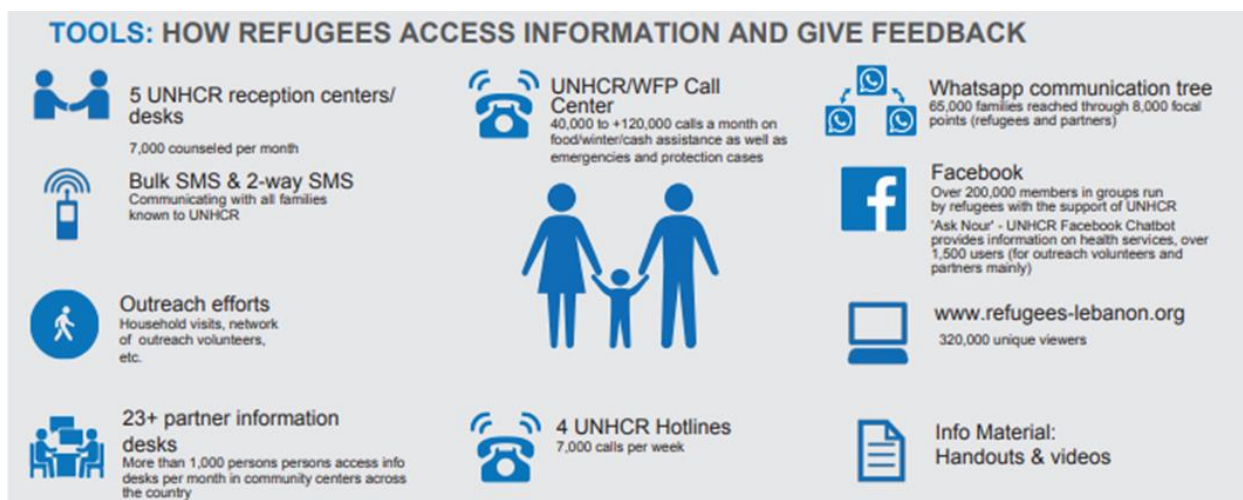 TOOLS: HOW REFUGEES ACCESS INFORMATION AND GIVE FEEDBACK
5 UNHCR reception centers/
desks
7,000 counseled per month
Bulk SMS & 2-way SMS
Communicating with all families
known to UNHCR
Outreach efforts
Household visits, network
of outreach volunteers,
etc.
23+ partner information
desks
More than 1,000 persons persons access info
desks per month in community centers across
the country
UNHCR/WFP Call
Center
40,000 to +120,000 calls a month on
food/winter/cash assistance as well as
emergencies and protection cases
4 UNHCR Hotlines
7,000 calls per week
Whatsapp communication tree
65,000 families reached through 8,000 focal
points (refugees and partners)
Facebook
Over 200,000 members in groups run
by refugees with the support of UNHCR
'Ask Nour' - UNHCR Facebook Chatbot
provides information on health services, over
1,500 users (for outreach volunteers and
partners mainly)
www.refugees-lebanon.org
320,000 unique viewers
Info Material:
Handouts & videos